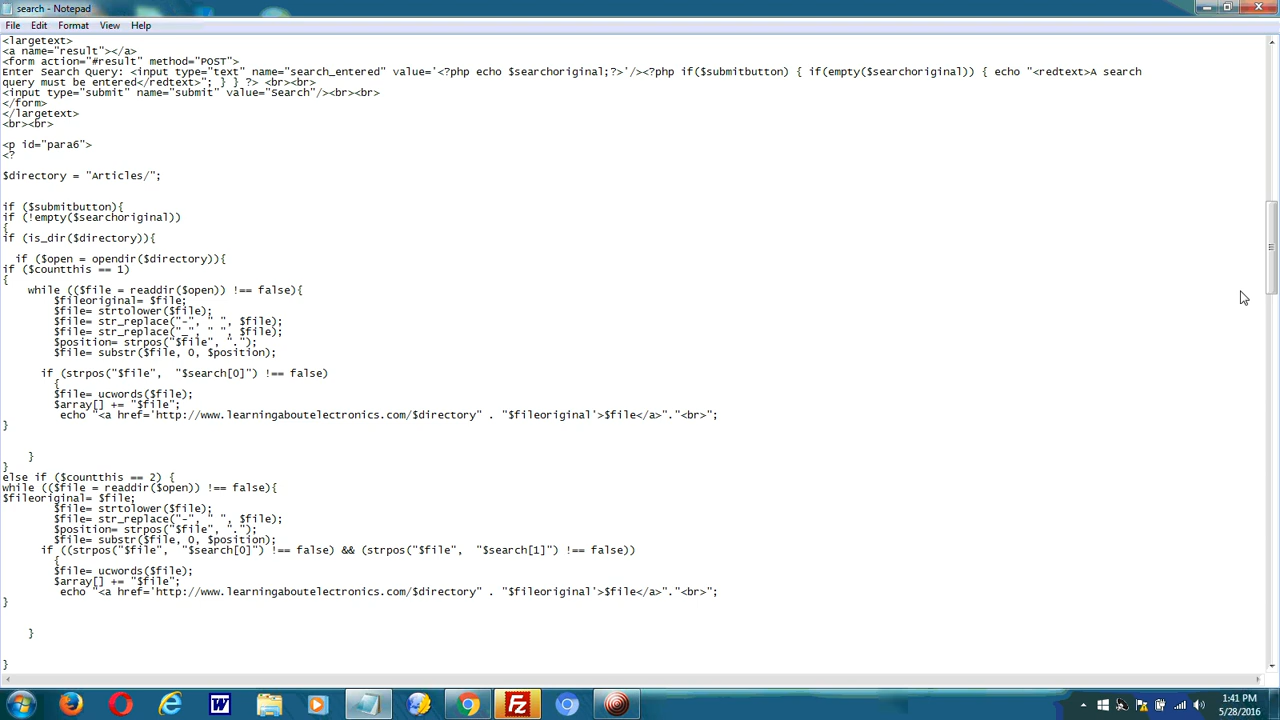 search - Notepad
File Edit Format View Help
<largetext>
<a name="result"></a>
<form action="#result" method="POST">
Enter Search Query: <input type="text" name="search_entered" value='<?php echo $searchoriginal;?>'/><?php if($submitbutton) { if(empty($searchoriginal)) { echo "<redtext>A search
query must be entered</redtext>"; } } ?> <br><br>
<input type="submit" name="submit" value="Search"/><br><br>
</form>
</largetext>
<br><br>
<p id="para6">
<?
$directory = "Articles/";
if ($submitbutton){
if (!empty($searchoriginal))
{
if (is_dir($directory)){
if ($open = opendir($directory)){
if ($countthis == 1)
{
while (($file = readdir($open)) !== false){
$fileoriginal= $file;
$file= strtolower($file);
$file= str_replace("-", " ", $file);
$file= str_replace("_", " ", $file);
$position= strpos("$file", ".");
$file= substr($file, 0, $position);
if (strpos("$file", "$search[0]") !== false)
{
$file= ucwords($file);
$array[] += "$file";
echo "<a href='http://www.learningaboutelectronics.com/$directory" . "$fileoriginal'>$file</a>"."<br>";
}
}
}
else if ($countthis == 2) {
while (($file = readdir($open)) !== false){
$fileoriginal= $file;
$file= strtolower($file);
$file= str_replace("-", " ", $file);
$position= strpos("$file", ".");
$file= substr($file, 0, $position);
if ((strpos("$file", "$search[0]") !== false) && (strpos("$file", "$search[1]") !== false))
{
$file= ucwords($file);
$array[] += "$file";
echo "<a href='http://www.learningaboutelectronics.com/$directory" . "$fileoriginal'>$file</a>"."<br>";
}
}
}
1:41 PM
5/28/2016